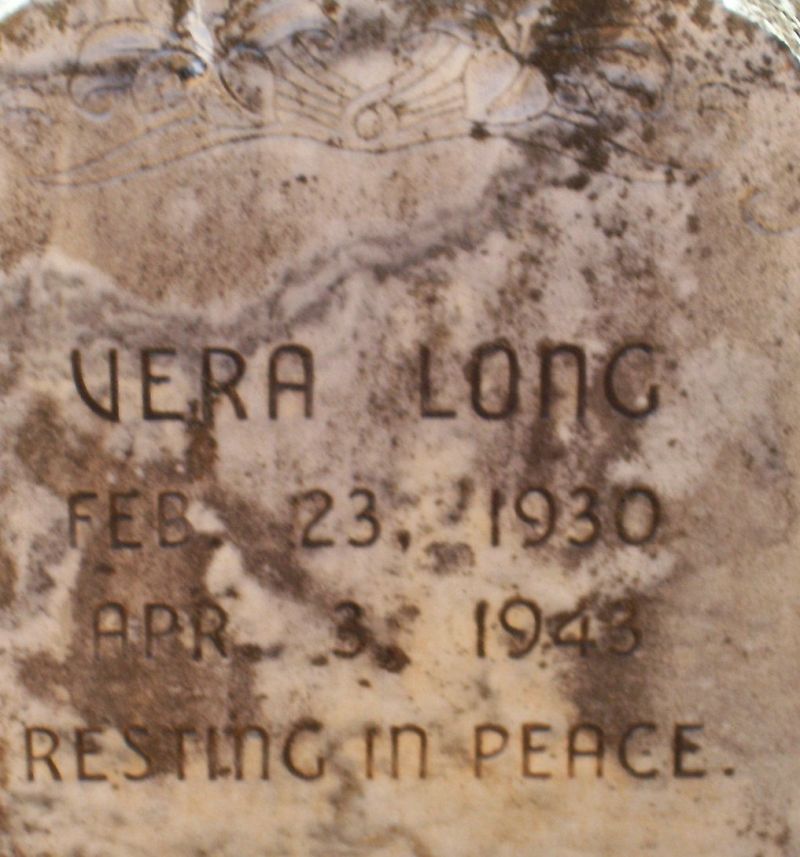 VERA LONG
FEB. 23, 1930
APR. 3, 1943
RESTING IN PEACE.